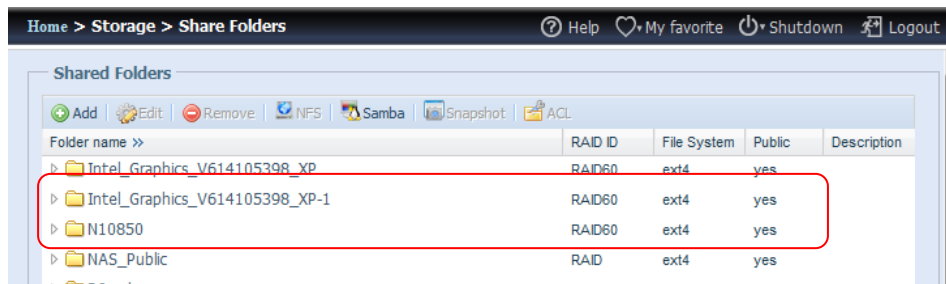 Home > Storage > Share Folders Help My favorite Shutdown Logout
Shared Folders
Add Edit Remove NFS Samba Snapshot ACL
Folder name >> RAID ID File System Public Description
Intel_Graphics_V614105398_XP RAID60 ext4 yes
Intel_Graphics_V614105398_XP-1 RAID60 ext4 yes
N10850 RAID60 ext4 yes
NAS_Public RAID ext4 yes